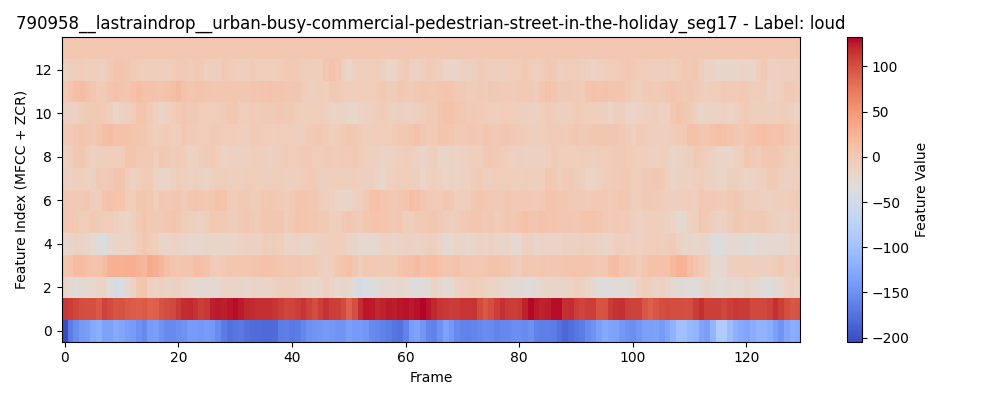 790958__lastraindrop__urban-busy-commercial-pedestrian-street-in-the-holiday_seg17 - Label: loud
Feature Index (MFCC + ZCR)
12
10
8
6
4
2
0
0 20 40 60 80 100 120
Frame
100
50
0
−50
−100
−150
−200
Feature Value